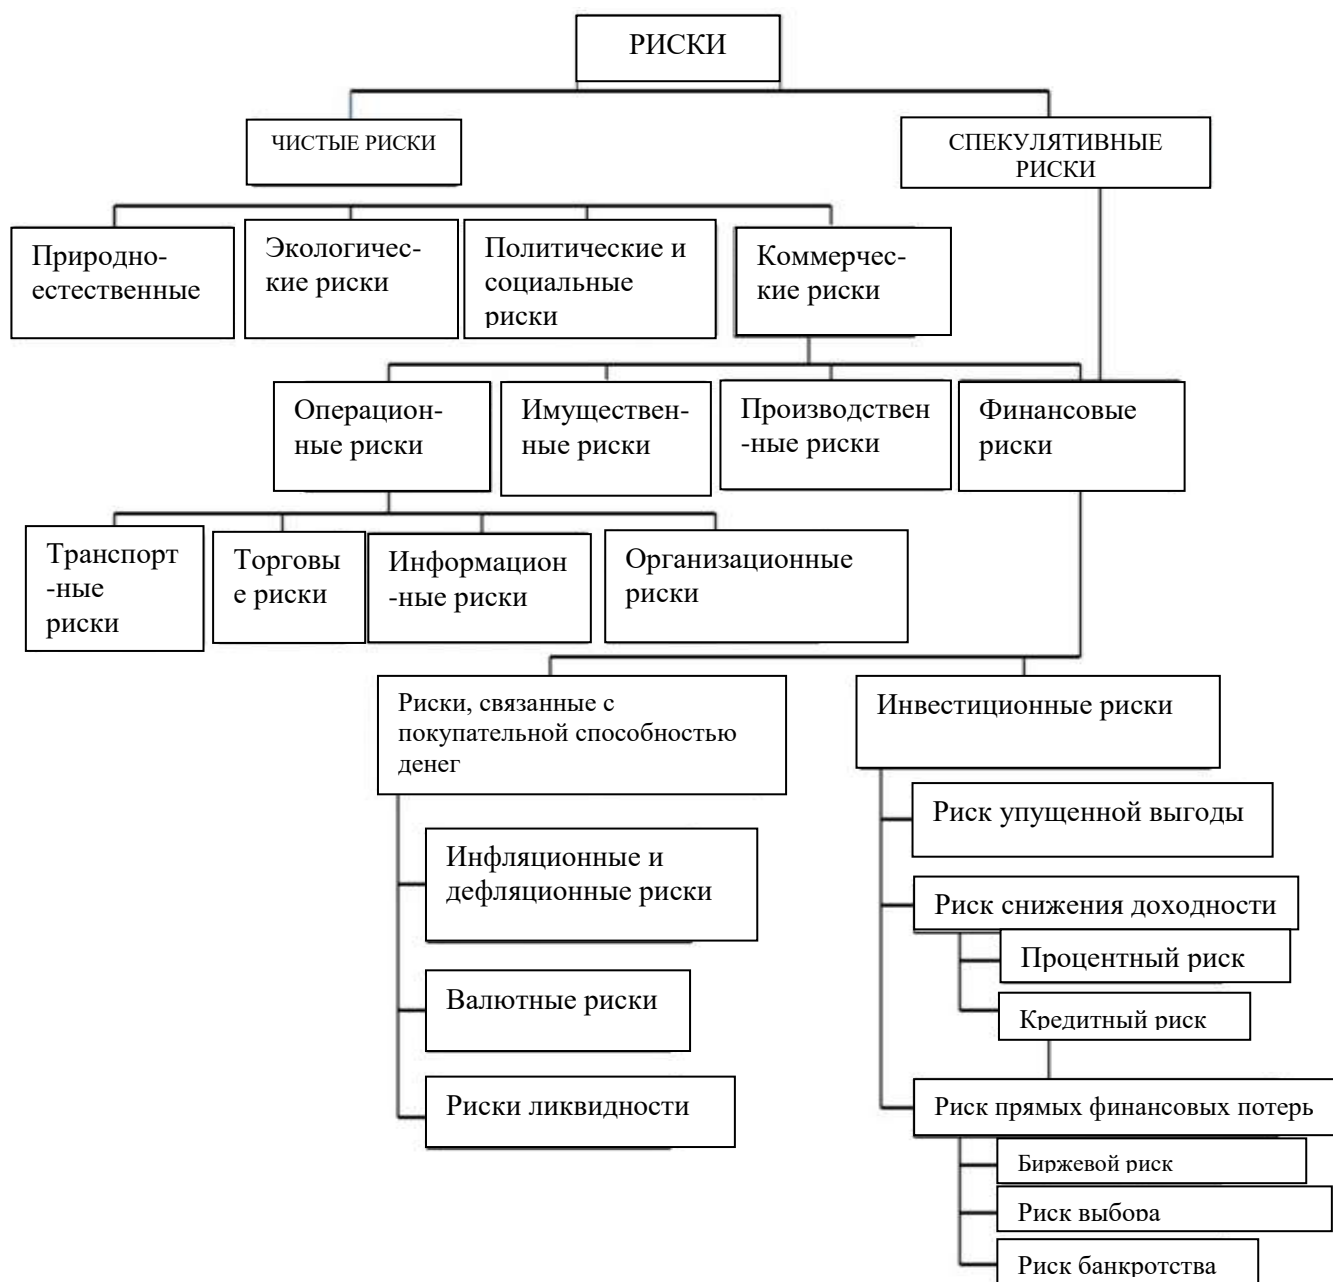 РИСКИ
ЧИСТЫЕ РИСКИ
СПЕКУЛЯТИВНЫЕ
РИСКИ
Природно-
естественные
Экологичес-
кие риски
Политические и
социальные
риски
Коммерчес-
кие риски
Операцион-
ные риски
Имуществен-
ные риски
Производствен
-ные риски
Финансовые
риски
Транспорт
-ные
риски
Торговы
е риски
Информацион
-ные риски
Организационные
риски
Риски, связанные с
покупательной способностью
денег
Инфляционные и
дефляционные риски
Валютные риски
Риски ликвидности
Инвестиционные риски
Риск упущенной выгоды
Риск снижения доходности
Процентный риск
Кредитный риск
Риск прямых финансовых потерь
Биржевой риск
Риск выбора
Риск банкротства